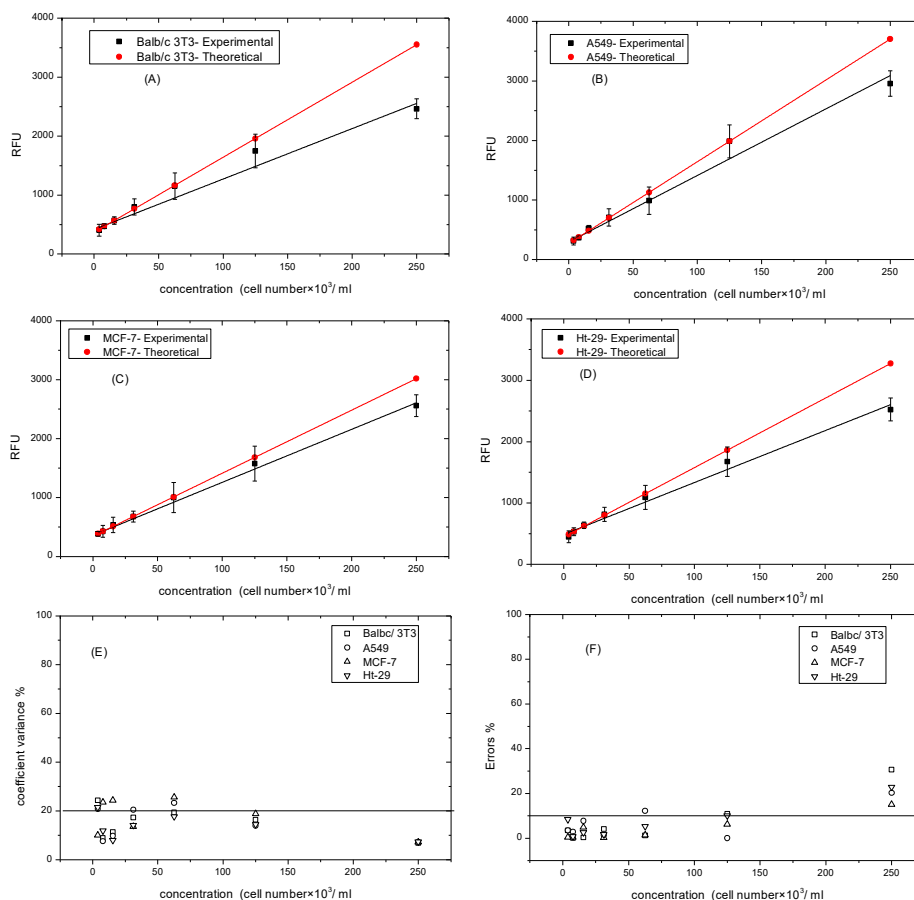 4000
3000
2000
1000
0
RFU
Balb/c 3T3- Experimental
Balb/c 3T3- Theoretical
(A)
0 50 100 150 200 250
concentration (cell number×10³/ ml
4000
3000
2000
1000
0
RFU
A549- Experimental
A549- Theoretical
(B)
0 50 100 150 200 250
concentration (cell number×10³/ ml
4000
3000
2000
1000
0
RFU
MCF-7- Experimental
MCF-7- Theoretical
(C)
0 50 100 150 200 250
concentration (cell number×10³/ ml
4000
3000
2000
1000
0
RFU
Ht-29- Experimental
Ht-29- Theoretical
(D)
0 50 100 150 200 250
concentration (cell number×10³/ ml
100
80
60
40
20
0
coefficient variance %
(E)
Balbc/ 3T3
A549
MCF-7
Ht-29
0 50 100 150 200 250
concentration (cell number×10³/ ml
100
80
60
40
20
0
Errors %
(F)
Balbc/ 3T3
A549
MCF-7
Ht-29
0 50 100 150 200 250
concentration (cell number×10³/ ml